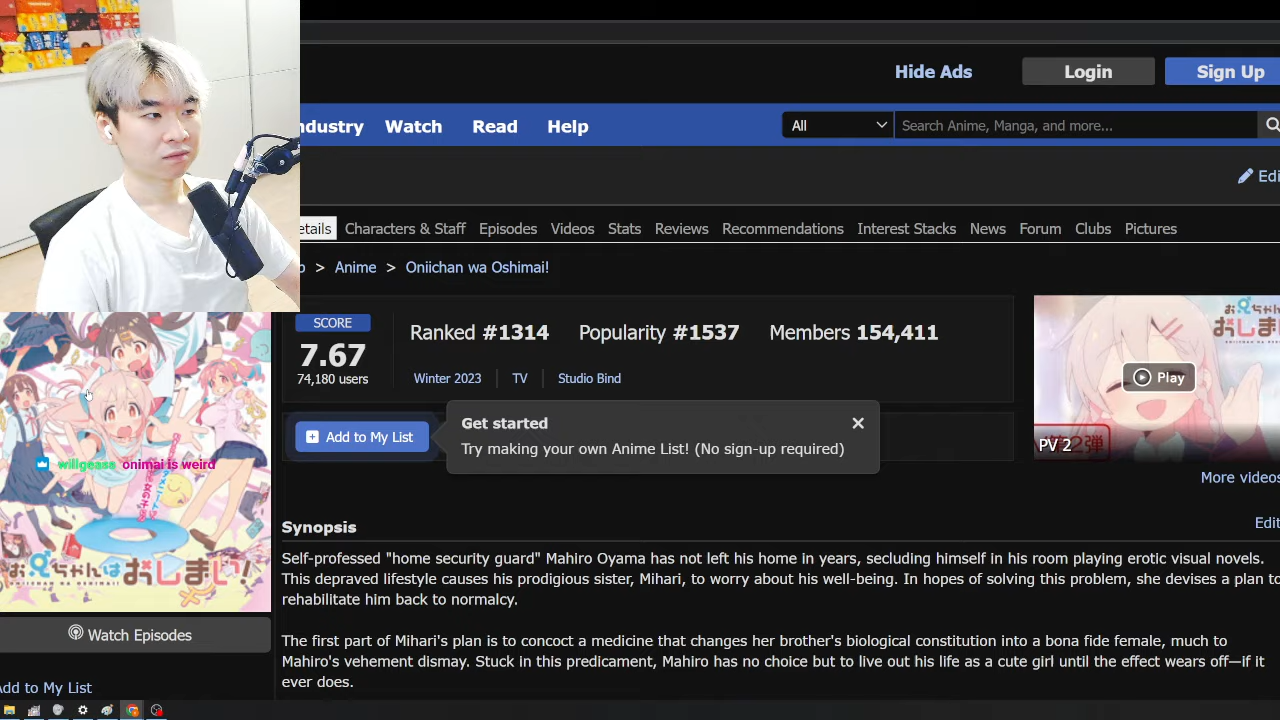 Hide Ads
Login
Sign Up
ndustry
Watch
Read
Help
All
Search Anime, Manga, and more...
Edi
etails
Characters & Staff
Episodes
Videos
Stats
Reviews
Recommendations
Interest Stacks
News
Forum
Clubs
Pictures
p > Anime > Oniichan wa Oshimai!
SCORE
7.67
74,180 users
Ranked #1314
Popularity #1537
Members 154,411
Winter 2023
TV
Studio Bind
Play
PV 2
Add to My List
Get started
Try making your own Anime List! (No sign-up required)
More videos
willgease onimai is weird
Synopsis
Edit
Self-professed "home security guard" Mahiro Oyama has not left his home in years, secluding himself in his room playing erotic visual novels.
This depraved lifestyle causes his prodigious sister, Mihari, to worry about his well-being. In hopes of solving this problem, she devises a plan to
rehabilitate him back to normalcy.
The first part of Mihari's plan is to concoct a medicine that changes her brother's biological constitution into a bona fide female, much to
Mahiro's vehement dismay. Stuck in this predicament, Mahiro has no choice but to live out his life as a cute girl until the effect wears off—if it
ever does.
お兄ちゃんはおしまい!
Watch Episodes
Add to My List